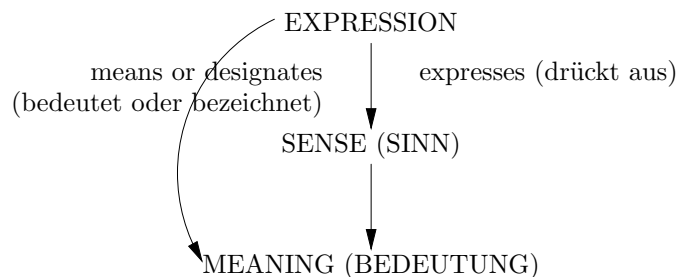 EXPRESSION
means or designates
(bedeutet oder bezeichnet)
expresses (drückt aus)
SENSE (SINN)
MEANING (BEDEUTUNG)